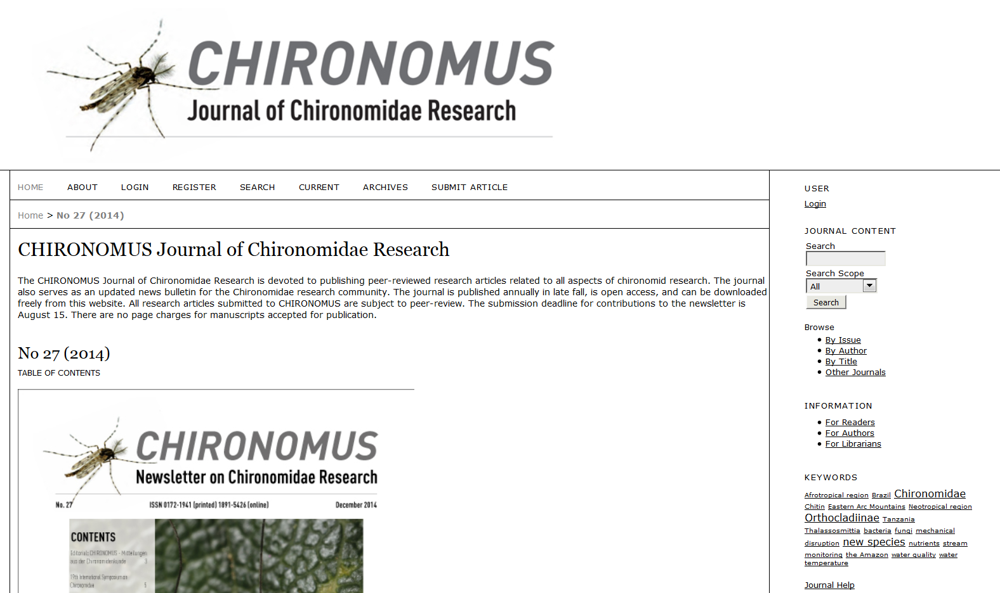 CHIRONOMUS
Journal of Chironomidae Research
HOME ABOUT LOGIN REGISTER SEARCH CURRENT ARCHIVES SUBMIT ARTICLE
Home > No 27 (2014)
CHIRONOMUS Journal of Chironomidae Research
The CHIRONOMUS Journal of Chironomidae Research is devoted to publishing peer-reviewed research articles related to all aspects of chironomid research. The journal
also serves as an updated news bulletin for the Chironomidae research community. The journal is published annually in late fall, is open access, and can be downloaded
freely from this website. All research articles submitted to CHIRONOMUS are subject to peer-review. The submission deadline for contributions to the newsletter is
August 15. There are no page charges for manuscripts accepted for publication.
No 27 (2014)
TABLE OF CONTENTS
CHIRONOMUS
Newsletter on Chironomidae Research
No. 27 ISSN 0172-1941 (printed) 1891-5426 (online) December 2014
CONTENTS
Editorial: CHIRONOMUS - Mitteilungen
aus der Chironomidenkunde 3
19th International Symposium on
Chironomidae 5
USER
Login
JOURNAL CONTENT
Search
Search Scope
All
Search
Browse
By Issue
By Author
By Title
Other Journals
INFORMATION
For Readers
For Authors
For Librarians
KEYWORDS
Afrotropical region Brazil Chironomidae
Chitin Eastern Arc Mountains Neotropical region
Orthocladiinae Tanzania
Thalassosmittia bacteria fungi mechanical
disruption new species nutrients stream
monitoring the Amazon water quality water
temperature
Journal Help